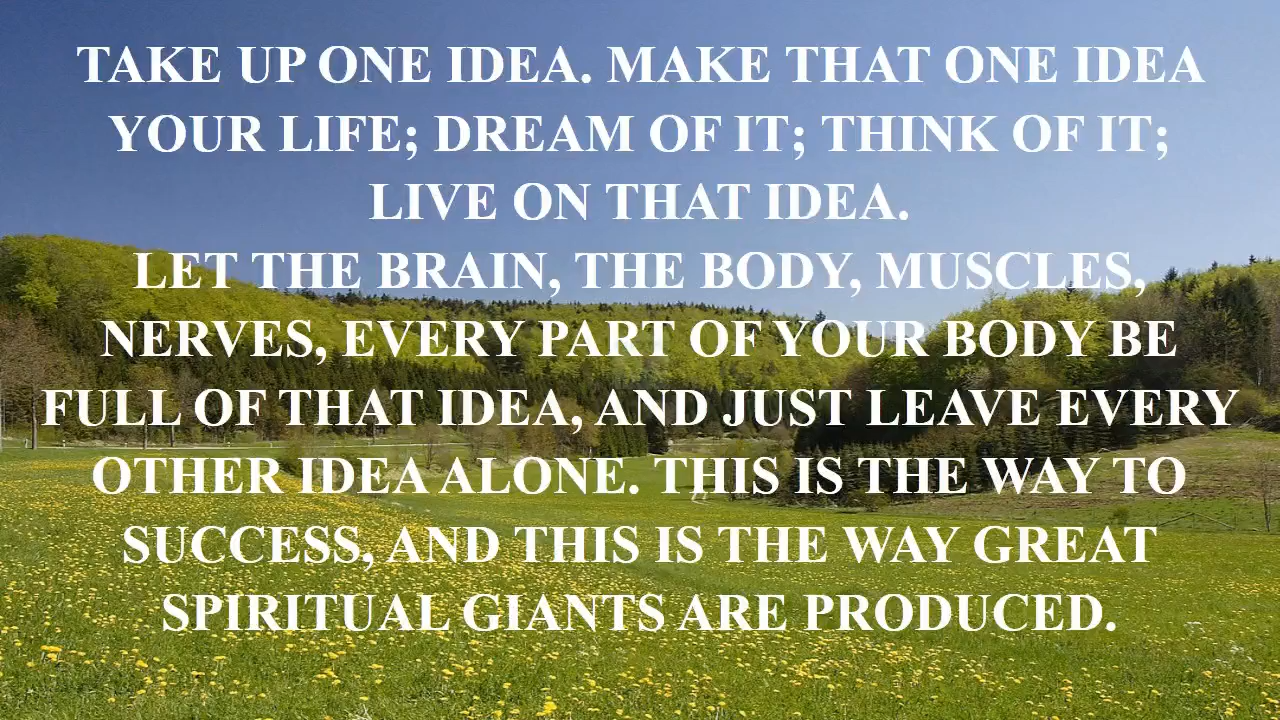 TAKE UP ONE IDEA. MAKE THAT ONE IDEA
YOUR LIFE; DREAM OF IT; THINK OF IT;
LIVE ON THAT IDEA.
LET THE BRAIN, THE BODY, MUSCLES,
NERVES, EVERY PART OF YOUR BODY BE
FULL OF THAT IDEA, AND JUST LEAVE EVERY
OTHER IDEA ALONE. THIS IS THE WAY TO
SUCCESS, AND THIS IS THE WAY GREAT
SPIRITUAL GIANTS ARE PRODUCED.